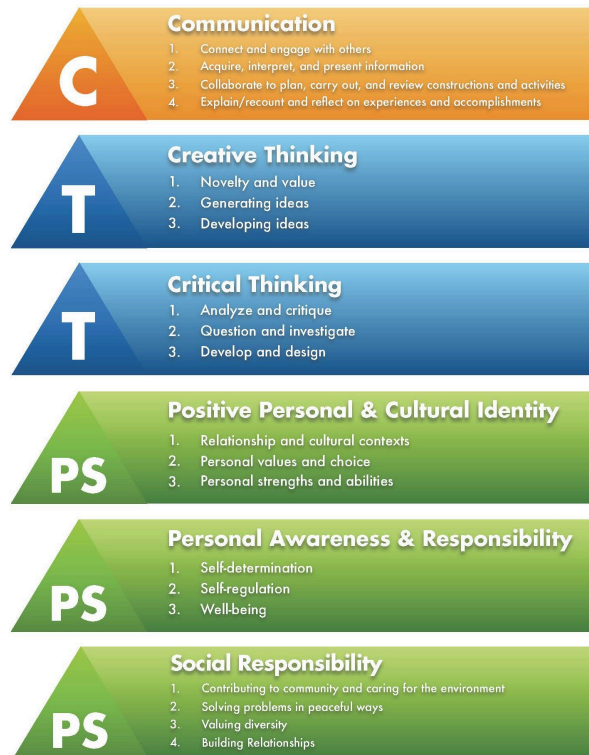 C
Communication
1. Connect and engage with others
2. Acquire, interpret, and present information
3. Collaborate to plan, carry out, and review constructions and activities
4. Explain/recount and reflect on experiences and accomplishments
T
Creative Thinking
1. Novelty and value
2. Generating ideas
3. Developing ideas
T
Critical Thinking
1. Analyze and critique
2. Question and investigate
3. Develop and design
PS
Positive Personal & Cultural Identity
1. Relationship and cultural contexts
2. Personal values and choice
3. Personal strengths and abilities
PS
Personal Awareness & Responsibility
1. Self-determination
2. Self-regulation
3. Well-being
PS
Social Responsibility
1. Contributing to community and caring for the environment
2. Solving problems in peaceful ways
3. Valuing diversity
4. Building Relationships